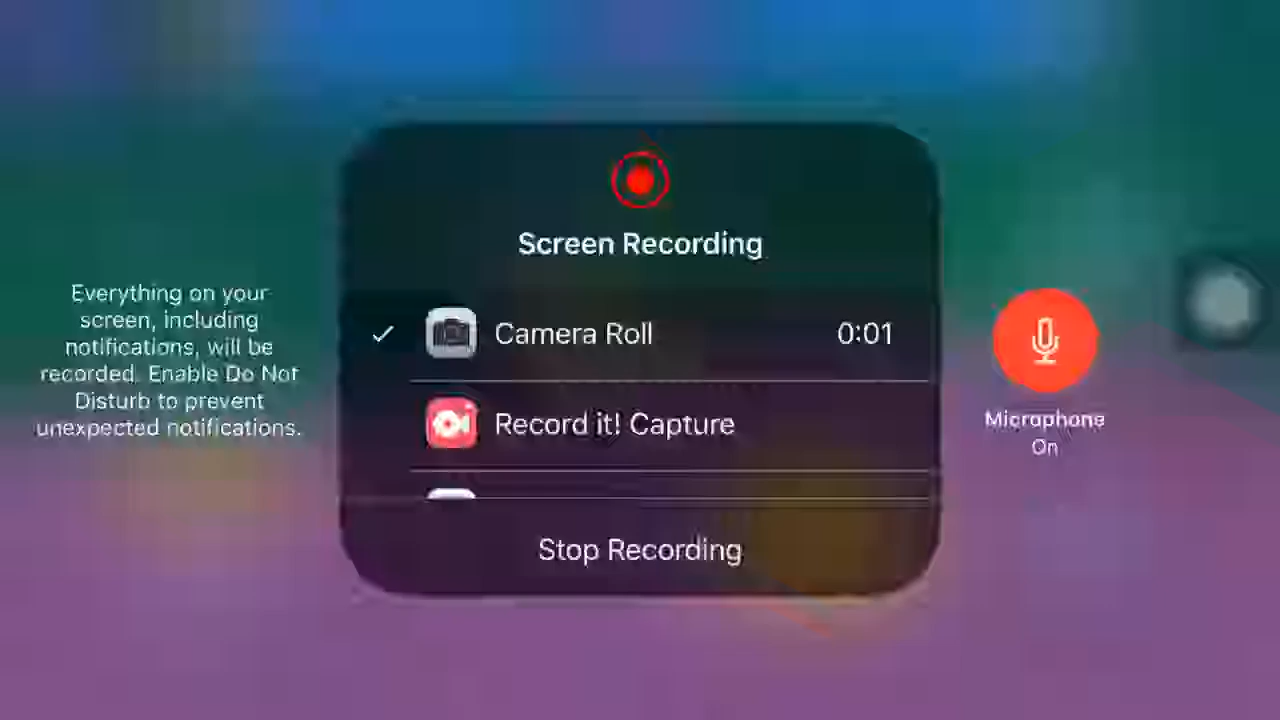 Screen Recording
Everything on your
screen, including
notifications, will be
recorded. Enable Do Not
Disturb to prevent
unexpected notifications.
Camera Roll 0:01
Record it! Capture
Stop Recording
Microphone
On